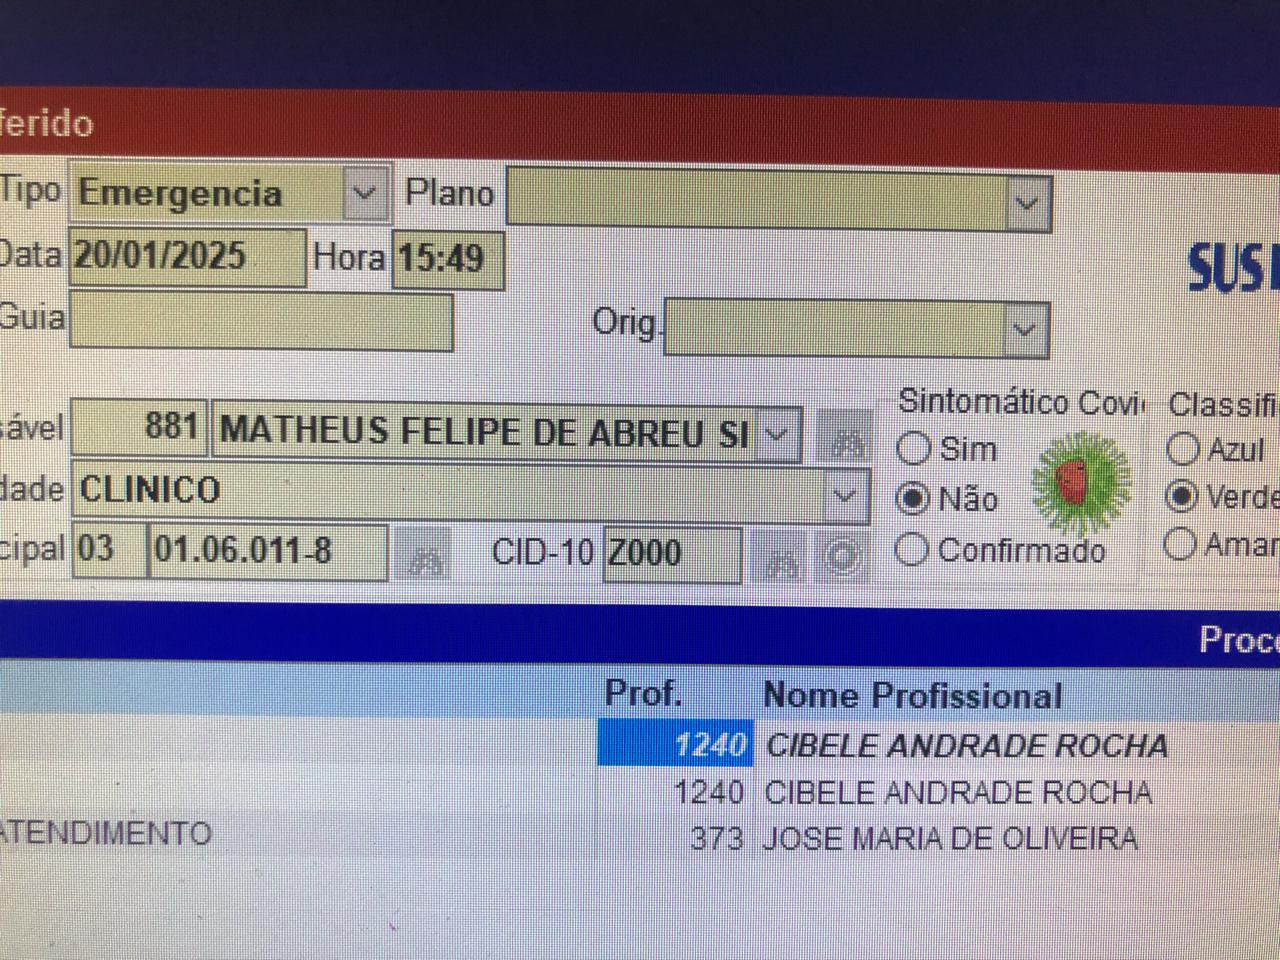 ferido
Tipo Emergencia Plano
Data 20/01/2025 Hora 15:49
SUS
Guia Orig.
sável 881 MATHEUS FELIPE DE ABREU SI
Sintomático Covi Classifi
Sim Azul
dade CLINICO
Não Verde
cipal 03 01.06.011-8 CID-10 Z000
Confirmado Amar
Proce
Prof. Nome Profissional
1240 CIBELE ANDRADE ROCHA
1240 CIBELE ANDRADE ROCHA
ATENDIMENTO 373 JOSE MARIA DE OLIVEIRA